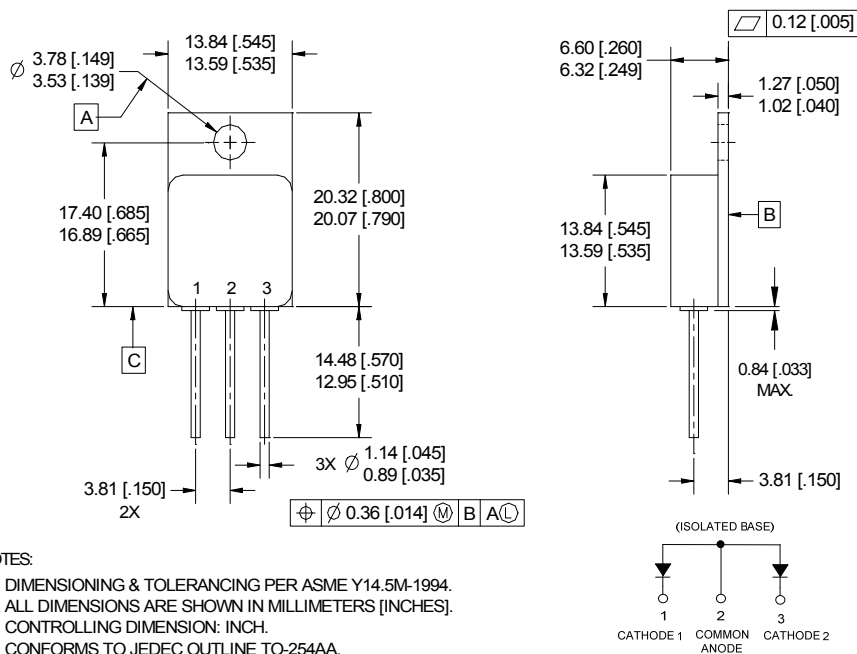 13.84 [.545]
13.59 [.535]
Ø 3.78 [.149]
3.53 [.139]
A
17.40 [.685]
16.89 [.665]
20.32 [.800]
20.07 [.790]
1 2 3
C
14.48 [.570]
12.95 [.510]
3X Ø 1.14 [.045]
0.89 [.035]
3.81 [.150]
2X
⌖ Ø 0.36 [.014] Ⓜ B A Ⓛ
⏥ 0.12 [.005]
6.60 [.260]
6.32 [.249]
1.27 [.050]
1.02 [.040]
13.84 [.545]
13.59 [.535]
B
0.84 [.033]
MAX.
3.81 [.150]
(ISOLATED BASE)
1 2 3
CATHODE 1 COMMON ANODE CATHODE 2
OTES:
DIMENSIONING & TOLERANCING PER ASME Y14.5M-1994.
ALL DIMENSIONS ARE SHOWN IN MILLIMETERS [INCHES].
CONTROLLING DIMENSION: INCH.
CONFORMS TO JEDEC OUTLINE TO-254AA.